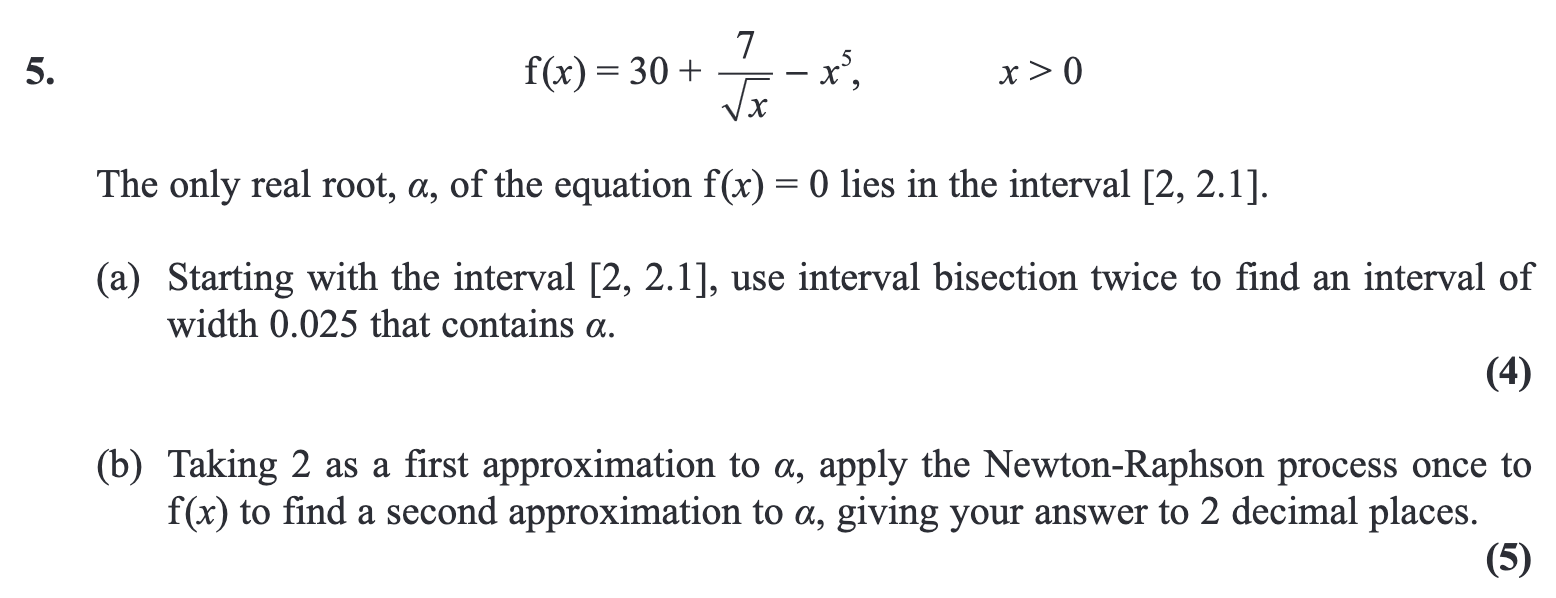 5. f(x) = 30 + 7/√x − x⁵, x > 0
The only real root, α, of the equation f(x) = 0 lies in the interval [2, 2.1].
(a) Starting with the interval [2, 2.1], use interval bisection twice to find an interval of
width 0.025 that contains α.
(4)
(b) Taking 2 as a first approximation to α, apply the Newton-Raphson process once to
f(x) to find a second approximation to α, giving your answer to 2 decimal places.
(5)